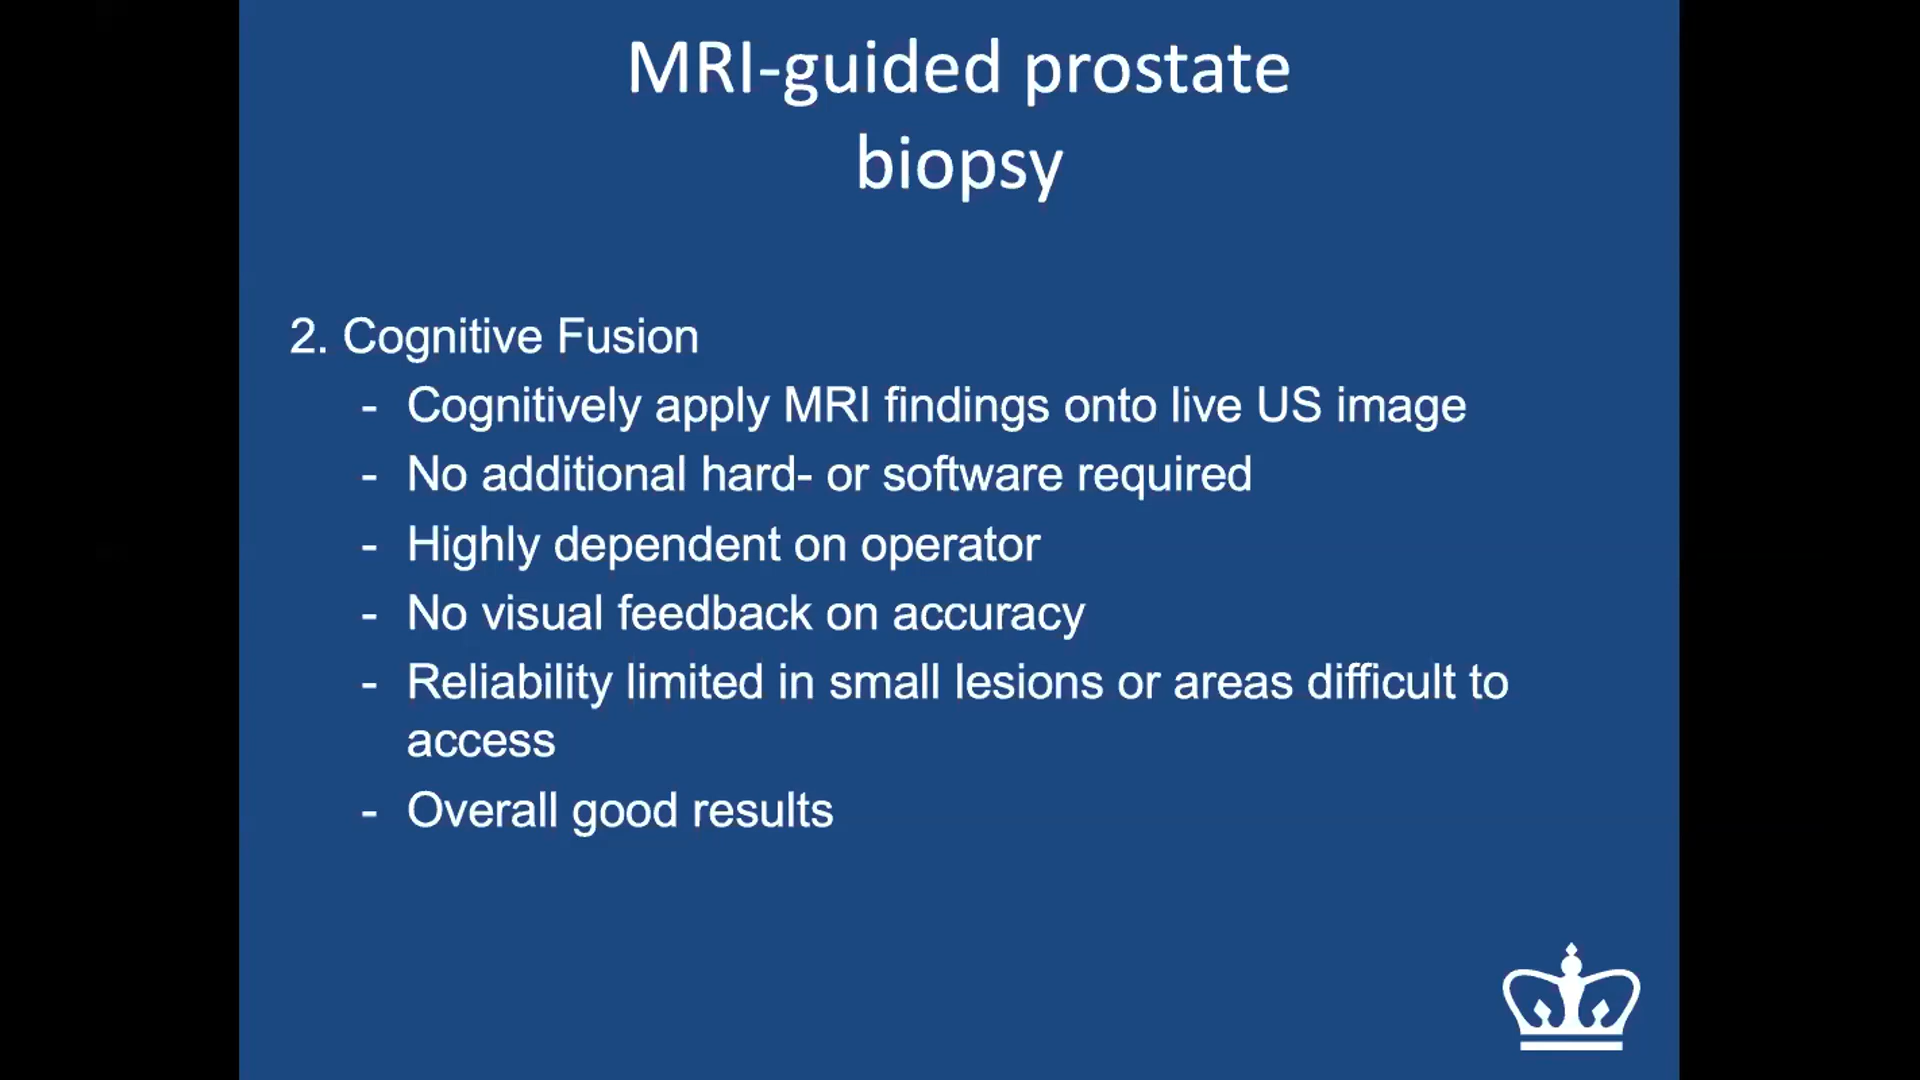 MRI-guided prostate
biopsy
2. Cognitive Fusion
- Cognitively apply MRI findings onto live US image
- No additional hard- or software required
- Highly dependent on operator
- No visual feedback on accuracy
- Reliability limited in small lesions or areas difficult to
access
- Overall good results